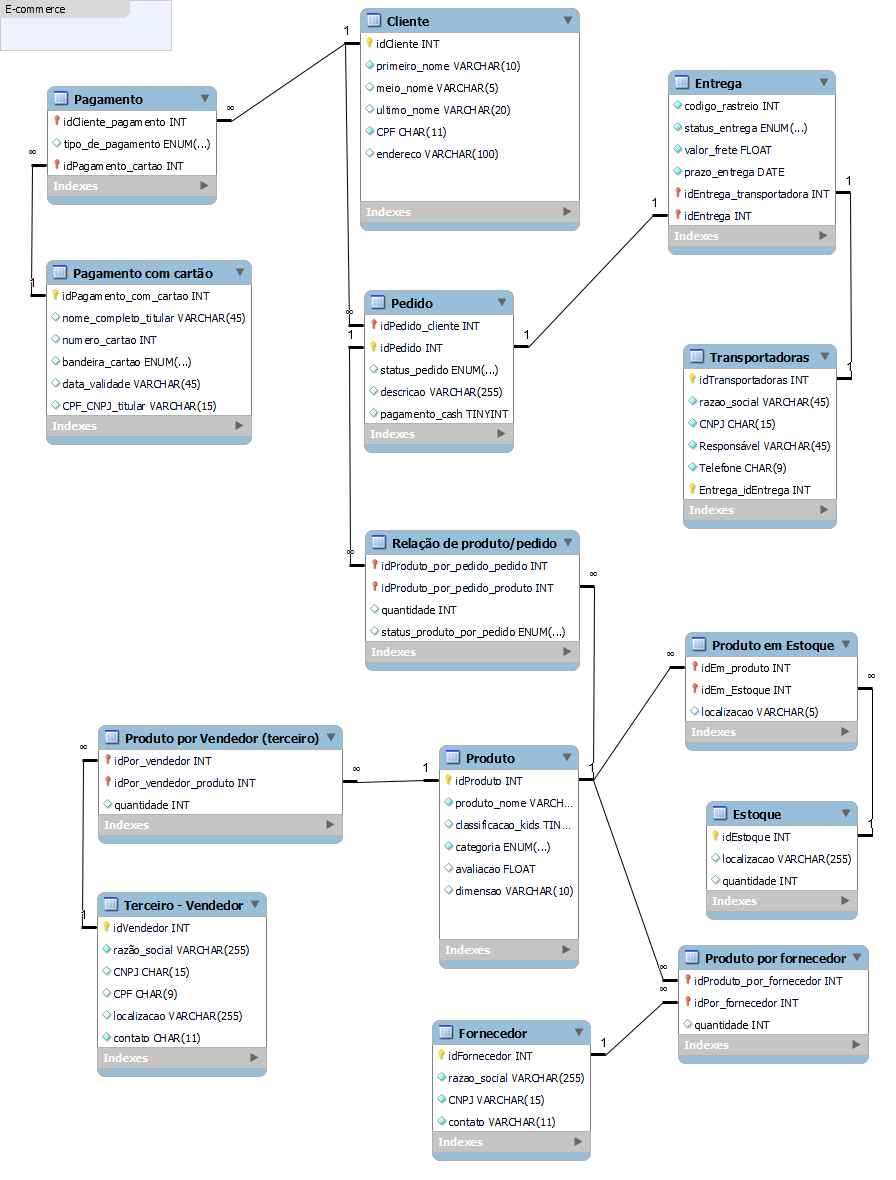 E-commerce
Cliente
idCliente INT
primeiro_nome VARCHAR(10)
meio_nome VARCHAR(5)
ultimo_nome VARCHAR(20)
CPF CHAR(11)
endereco VARCHAR(100)
Indexes
1
Pagamento
idCliente_pagamento INT
tipo_de_pagamento ENUM(...)
idPagamento_cartao INT
Indexes
∞
∞
Entrega
codigo_rastreio INT
status_entrega ENUM(...)
valor_frete FLOAT
prazo_entrega DATE
idEntrega_transportadora INT
idEntrega INT
Indexes
1
1
Pagamento com cartão
idPagamento_com_cartao INT
nome_completo_titular VARCHAR(45)
numero_cartao INT
bandeira_cartao ENUM(...)
data_validade VARCHAR(45)
CPF_CNPJ_titular VARCHAR(15)
Indexes
1
Pedido
idPedido_cliente INT
idPedido INT
status_pedido ENUM(...)
descricao VARCHAR(255)
pagamento_cash TINYINT
Indexes
∞
1
1
Transportadoras
idTransportadoras INT
razao_social VARCHAR(45)
CNPJ CHAR(15)
Responsável VARCHAR(45)
Telefone CHAR(9)
Entrega_idEntrega INT
Indexes
1
Relação de produto/pedido
idProduto_por_pedido_pedido INT
idProduto_por_pedido_produto INT
quantidade INT
status_produto_por_pedido ENUM(...)
Indexes
∞
∞
Produto em Estoque
idEm_produto INT
idEm_Estoque INT
localizacao VARCHAR(5)
Indexes
∞
∞
Produto por Vendedor (terceiro)
idPor_vendedor INT
idPor_vendedor_produto INT
quantidade INT
Indexes
∞
∞
Produto
idProduto INT
produto_nome VARCH...
classificacao_kids TIN...
categoria ENUM(...)
avaliacao FLOAT
dimensao VARCHAR(10)
Indexes
1
1
Estoque
idEstoque INT
localizacao VARCHAR(255)
quantidade INT
Indexes
1
Terceiro - Vendedor
idVendedor INT
razão_social VARCHAR(255)
CNPJ CHAR(15)
CPF CHAR(9)
localizacao VARCHAR(255)
contato CHAR(11)
Indexes
1
Produto por fornecedor
idProduto_por_fornecedor INT
idPor_fornecedor INT
quantidade INT
Indexes
∞
∞
Fornecedor
idFornecedor INT
razao_social VARCHAR(255)
CNPJ VARCHAR(15)
contato VARCHAR(11)
Indexes
1